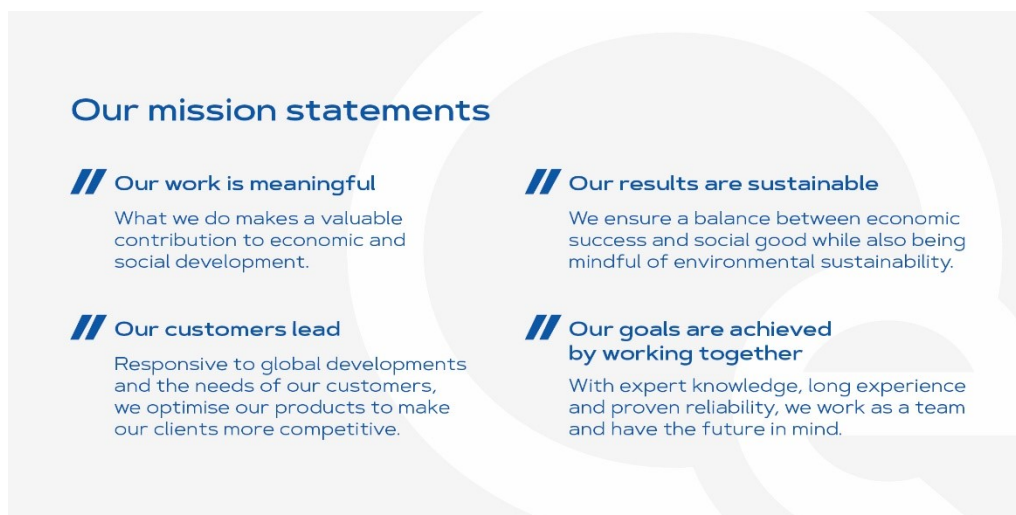 Our mission statements
Our work is meaningful
What we do makes a valuable
contribution to economic and
social development.
Our results are sustainable
We ensure a balance between economic
success and social good while also being
mindful of environmental sustainability.
Our customers lead
Responsive to global developments
and the needs of our customers,
we optimise our products to make
our clients more competitive.
Our goals are achieved
by working together
With expert knowledge, long experience
and proven reliability, we work as a team
and have the future in mind.